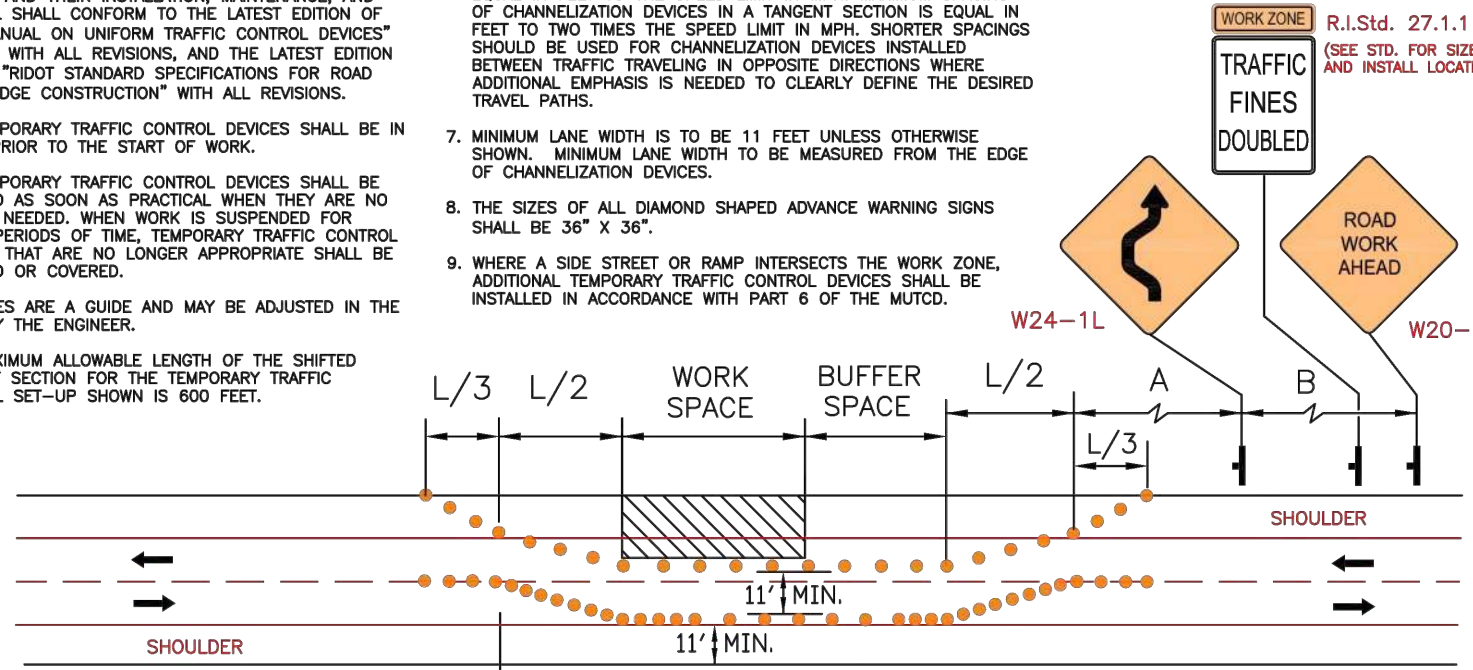 AND THEIR INSTALLATION, MAINTENANCE, AND
SHALL CONFORM TO THE LATEST EDITION OF
ON UNIFORM TRAFFIC CONTROL DEVICES"
WITH ALL REVISIONS, AND THE LATEST EDITION
"RIDOT STANDARD SPECIFICATIONS FOR ROAD
CONSTRUCTION" WITH ALL REVISIONS.
TRAFFIC CONTROL DEVICES SHALL BE IN
PRIOR TO THE START OF WORK.
TRAFFIC CONTROL DEVICES SHALL BE
AS SOON AS PRACTICAL WHEN THEY ARE NO
NEEDED. WHEN WORK IS SUSPENDED FOR
PERIODS OF TIME, TEMPORARY TRAFFIC CONTROL
THAT ARE NO LONGER APPROPRIATE SHALL BE
OR COVERED.
ARE A GUIDE AND MAY BE ADJUSTED IN THE
THE ENGINEER.
ALLOWABLE LENGTH OF THE SHIFTED
SECTION FOR THE TEMPORARY TRAFFIC
SET-UP SHOWN IS 600 FEET.
OF CHANNELIZATION DEVICES IN A TANGENT SECTION IS EQUAL IN
FEET TO TWO TIMES THE SPEED LIMIT IN MPH. SHORTER SPACINGS
SHOULD BE USED FOR CHANNELIZATION DEVICES INSTALLED
BETWEEN TRAFFIC TRAVELING IN OPPOSITE DIRECTIONS WHERE
ADDITIONAL EMPHASIS IS NEEDED TO CLEARLY DEFINE THE DESIRED
TRAVEL PATHS.
7. MINIMUM LANE WIDTH IS TO BE 11 FEET UNLESS OTHERWISE
SHOWN. MINIMUM LANE WIDTH TO BE MEASURED FROM THE EDGE
OF CHANNELIZATION DEVICES.
8. THE SIZES OF ALL DIAMOND SHAPED ADVANCE WARNING SIGNS
SHALL BE 36" X 36".
9. WHERE A SIDE STREET OR RAMP INTERSECTS THE WORK ZONE,
ADDITIONAL TEMPORARY TRAFFIC CONTROL DEVICES SHALL BE
INSTALLED IN ACCORDANCE WITH PART 6 OF THE MUTCD.
WORK ZONE
R.I.Std. 27.1.1
(SEE STD. FOR
AND INSTALL
TRAFFIC
FINES
DOUBLED
ROAD
WORK
AHEAD
W24-1L
W20-
L/3
L/2
WORK
SPACE
BUFFER
SPACE
L/2
A
B
L/3
SHOULDER
11' MIN.
11' MIN.
SHOULDER